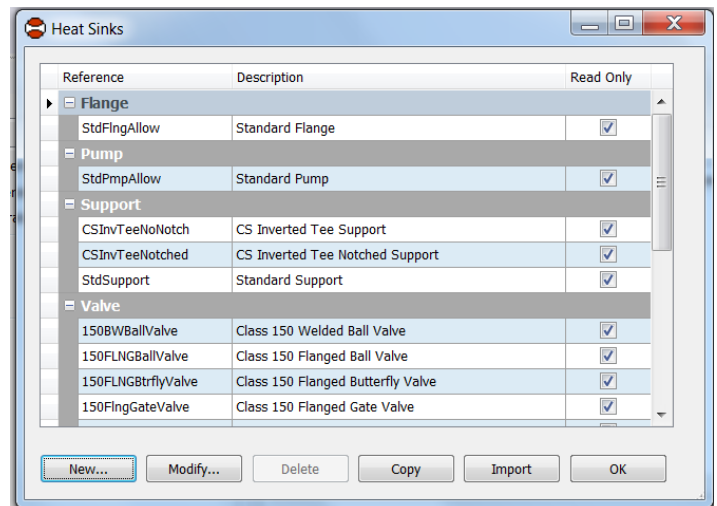 Heat Sinks
Reference Description Read Only
Flange
StdFlngAllow Standard Flange
Pump
StdPmpAllow Standard Pump
Support
CSInvTeeNoNotch CS Inverted Tee Support
CSInvTeeNotched CS Inverted Tee Notched Support
StdSupport Standard Support
Valve
150BWBallValve Class 150 Welded Ball Valve
150FLNGBallValve Class 150 Flanged Ball Valve
150FLNGBtrflyValve Class 150 Flanged Butterfly Valve
150FlngGateValve Class 150 Flanged Gate Valve
New... Modify... Delete Copy Import OK